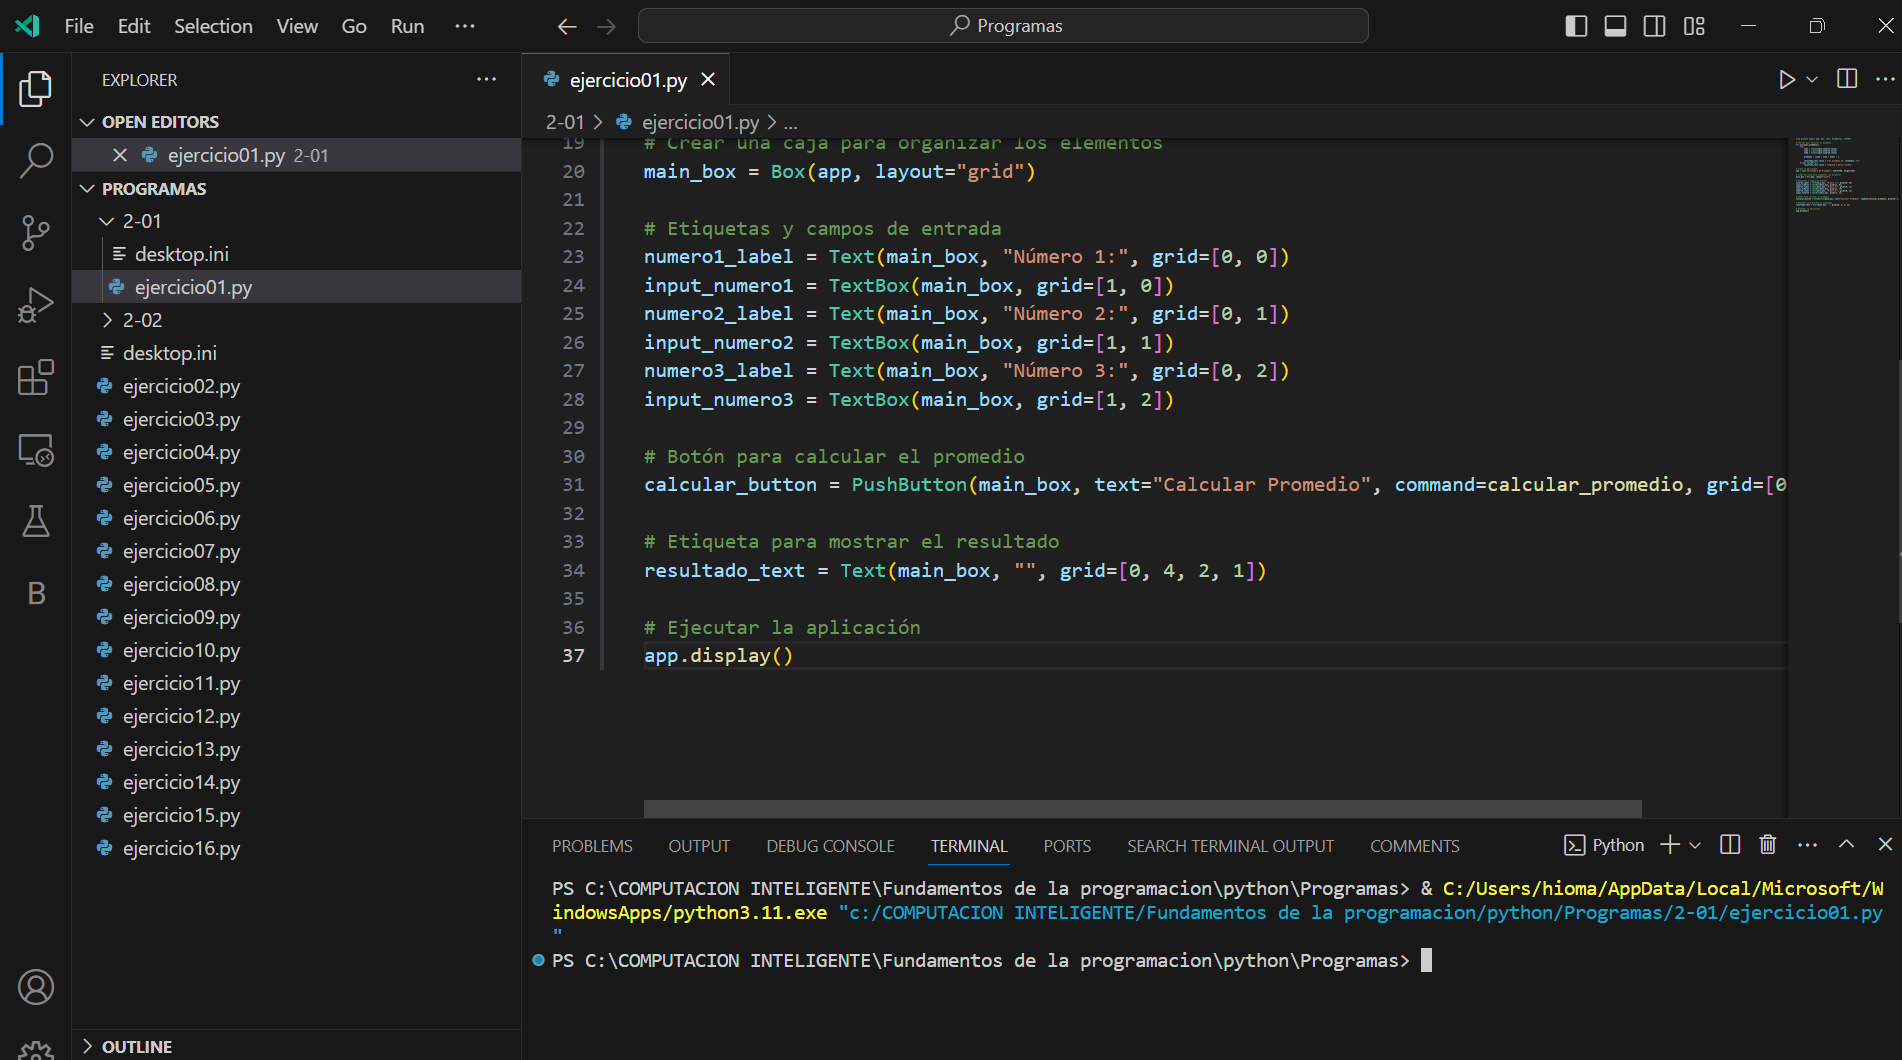 File Edit Selection View Go Run ···
Programas
EXPLORER
OPEN EDITORS
ejercicio01.py 2-01
PROGRAMAS
2-01
desktop.ini
ejercicio01.py
2-02
desktop.ini
ejercicio02.py
ejercicio03.py
ejercicio04.py
ejercicio05.py
ejercicio06.py
ejercicio07.py
ejercicio08.py
ejercicio09.py
ejercicio10.py
ejercicio11.py
ejercicio12.py
ejercicio13.py
ejercicio14.py
ejercicio15.py
ejercicio16.py
OUTLINE
B
ejercicio01.py
2-01 > ejercicio01.py > ...
19 # Crear una caja para organizar los elementos
20 main_box = Box(app, layout="grid")
21
22 # Etiquetas y campos de entrada
23 numero1_label = Text(main_box, "Número 1:", grid=[0, 0])
24 input_numero1 = TextBox(main_box, grid=[1, 0])
25 numero2_label = Text(main_box, "Número 2:", grid=[0, 1])
26 input_numero2 = TextBox(main_box, grid=[1, 1])
27 numero3_label = Text(main_box, "Número 3:", grid=[0, 2])
28 input_numero3 = TextBox(main_box, grid=[1, 2])
29
30 # Botón para calcular el promedio
31 calcular_button = PushButton(main_box, text="Calcular Promedio", command=calcular_promedio, grid=[0
32
33 # Etiqueta para mostrar el resultado
34 resultado_text = Text(main_box, "", grid=[0, 4, 2, 1])
35
36 # Ejecutar la aplicación
37 app.display()
PROBLEMS OUTPUT DEBUG CONSOLE TERMINAL PORTS SEARCH TERMINAL OUTPUT COMMENTS Python
PS C:\COMPUTACION INTELIGENTE\Fundamentos de la programacion\python\Programas> & C:/Users/hioma/AppData/Local/Microsoft/W
indowsApps/python3.11.exe "c:/COMPUTACION INTELIGENTE/Fundamentos de la programacion/python/Programas/2-01/ejercicio01.py
"
PS C:\COMPUTACION INTELIGENTE\Fundamentos de la programacion\python\Programas>